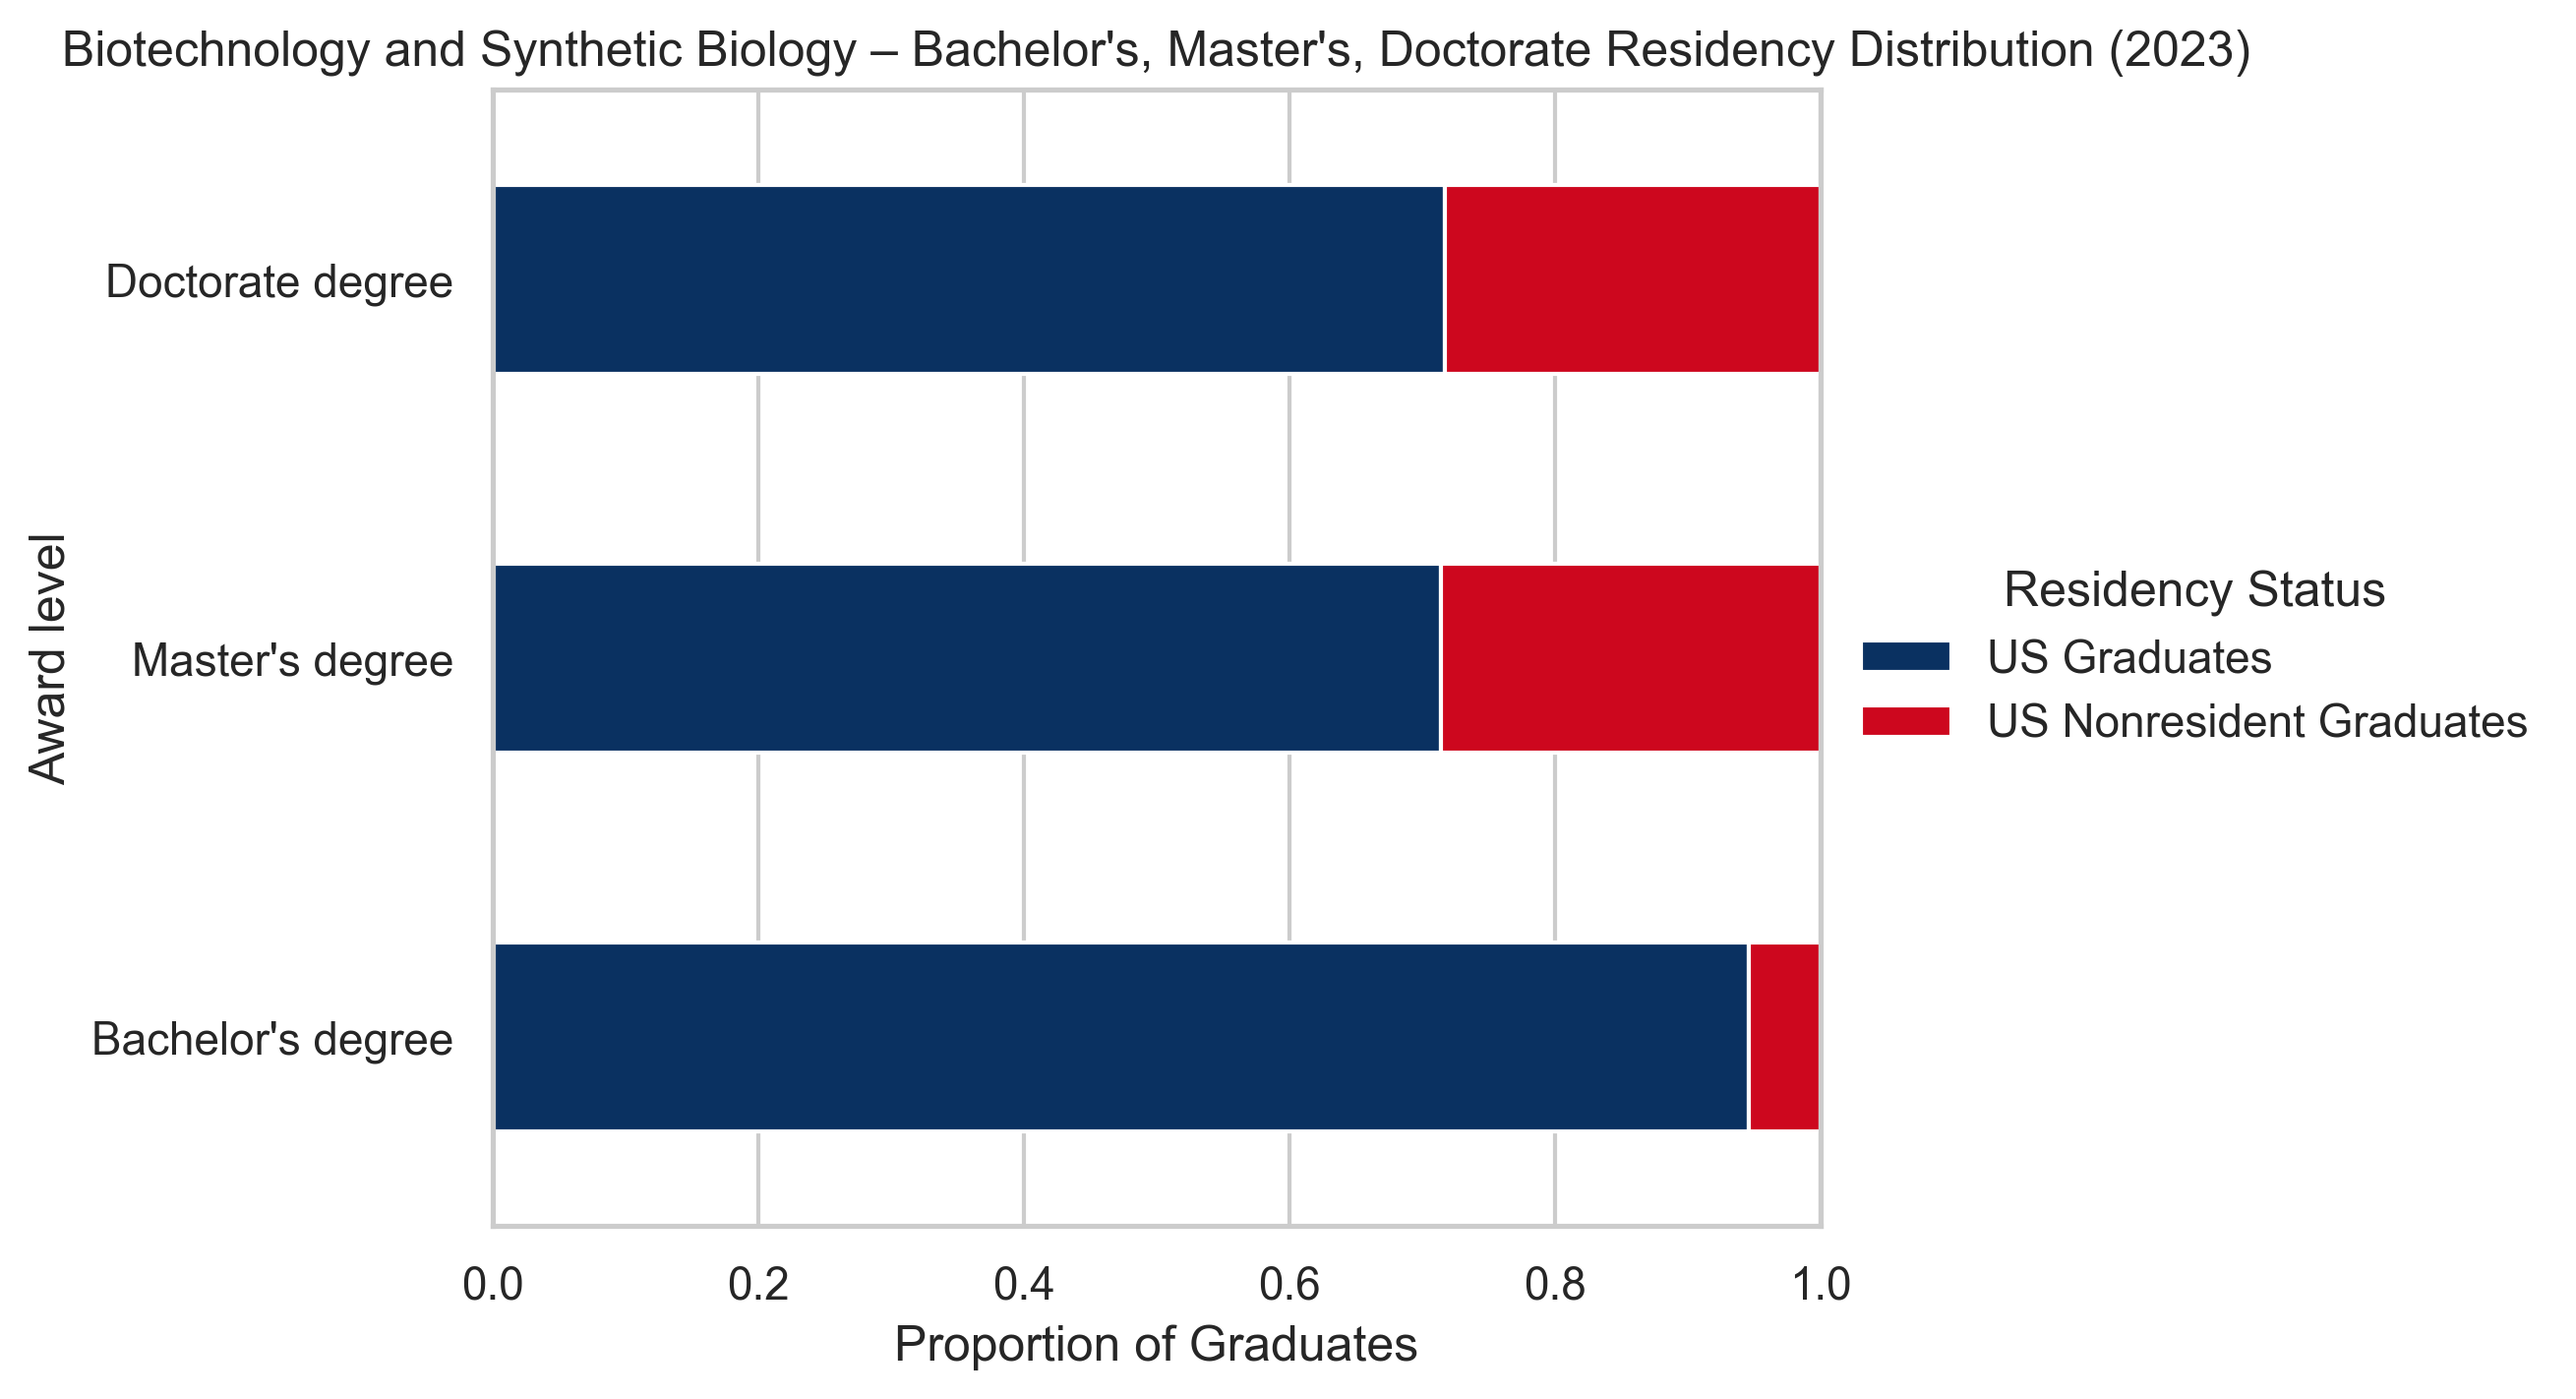 Biotechnology and Synthetic Biology – Bachelor's, Master's, Doctorate Residency Distribution (2023)
Award level
Doctorate degree
Master's degree
Bachelor's degree
0.0 0.2 0.4 0.6 0.8 1.0
Proportion of Graduates
Residency Status
US Graduates
US Nonresident Graduates